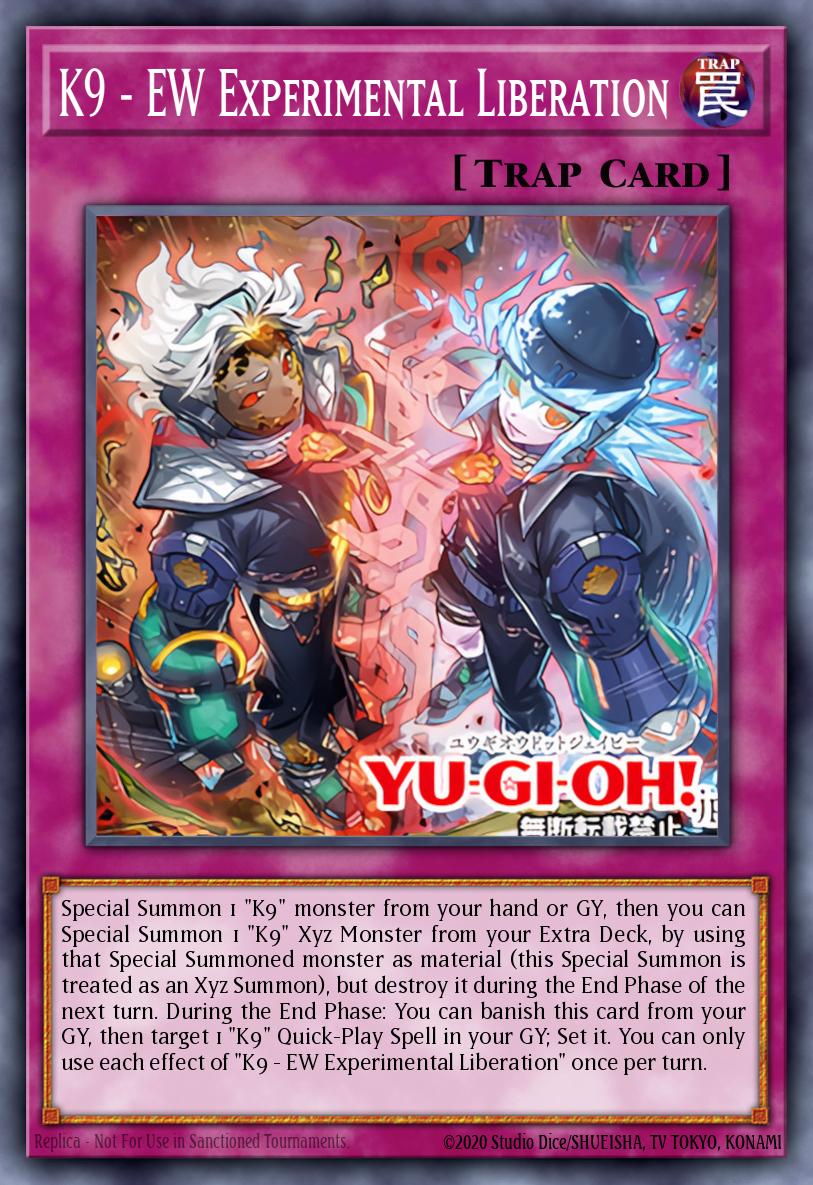 K9 - EW Experimental Liberation
TRAP
罠
[Trap Card]
ユウギオウドットジェイピー
YU-GI-OH!
.jp
無断転載禁止
Special Summon 1 "K9" monster from your hand or GY, then you can
Special Summon 1 "K9" Xyz Monster from your Extra Deck, by using
that Special Summoned monster as material (this Special Summon is
treated as an Xyz Summon), but destroy it during the End Phase of the
next turn. During the End Phase: You can banish this card from your
GY, then target 1 "K9" Quick-Play Spell in your GY; Set it. You can only
use each effect of "K9 - EW Experimental Liberation" once per turn.
Replica - Not For Use in Sanctioned Tournaments.
©2020 Studio Dice/SHUEISHA, TV TOKYO, KONAMI